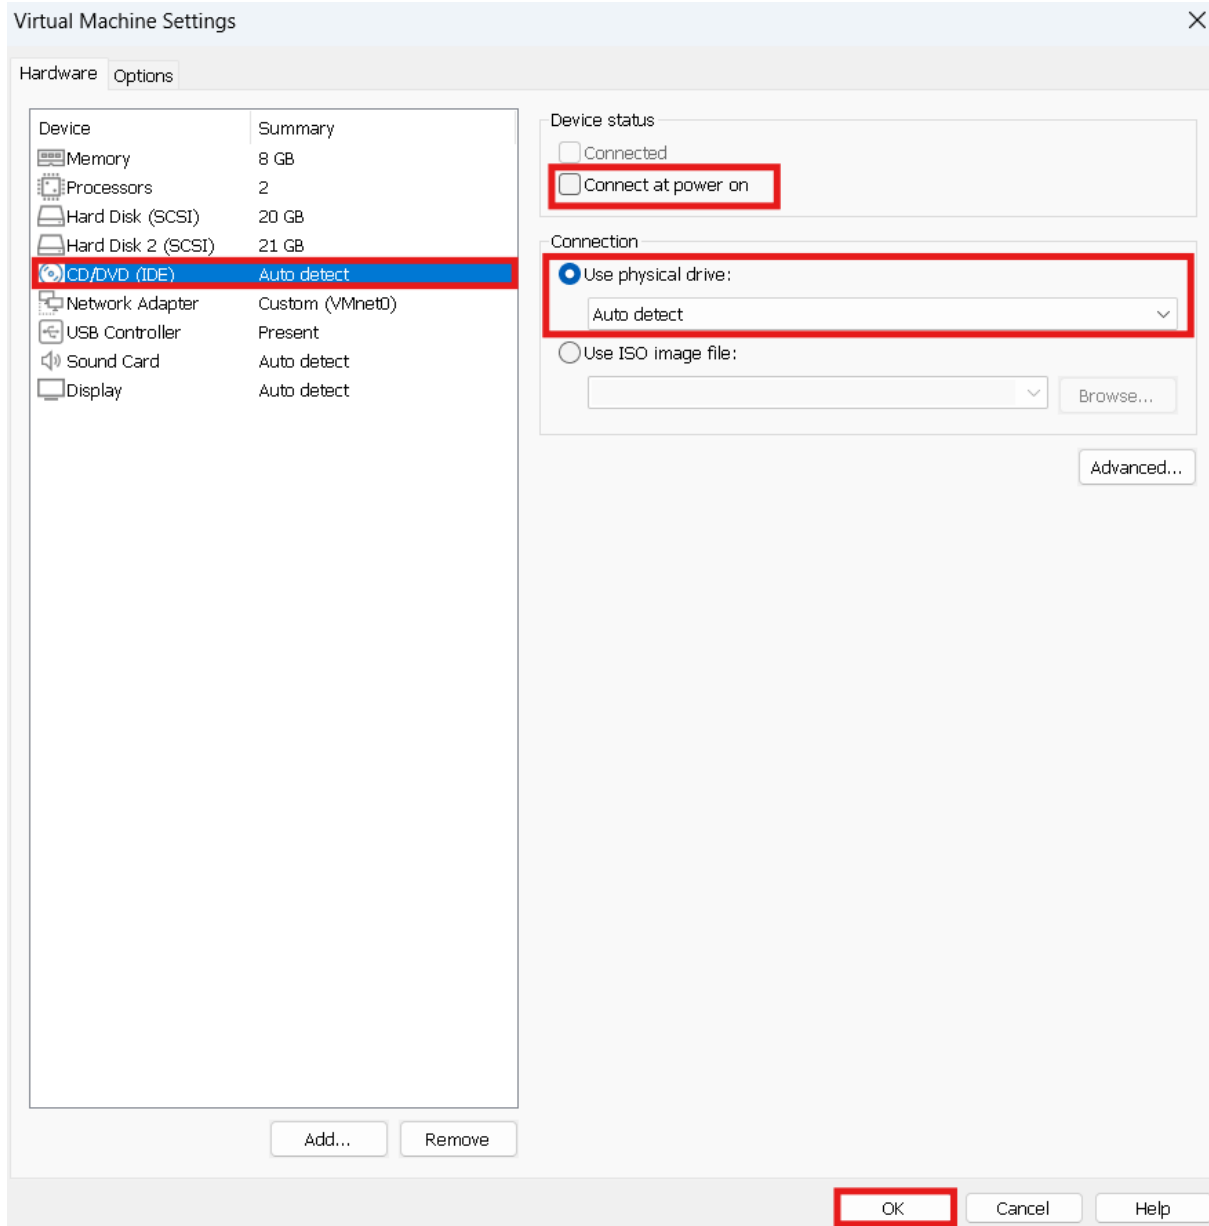 Virtual Machine Settings
Hardware Options
Device Summary
Memory 8 GB
Processors 2
Hard Disk (SCSI) 20 GB
Hard Disk 2 (SCSI) 21 GB
CD/DVD (IDE) Auto detect
Network Adapter Custom (VMnet0)
USB Controller Present
Sound Card Auto detect
Display Auto detect
Add... Remove
Device status
Connected
Connect at power on
Connection
Use physical drive:
Auto detect
Use ISO image file:
Browse...
Advanced...
OK Cancel Help